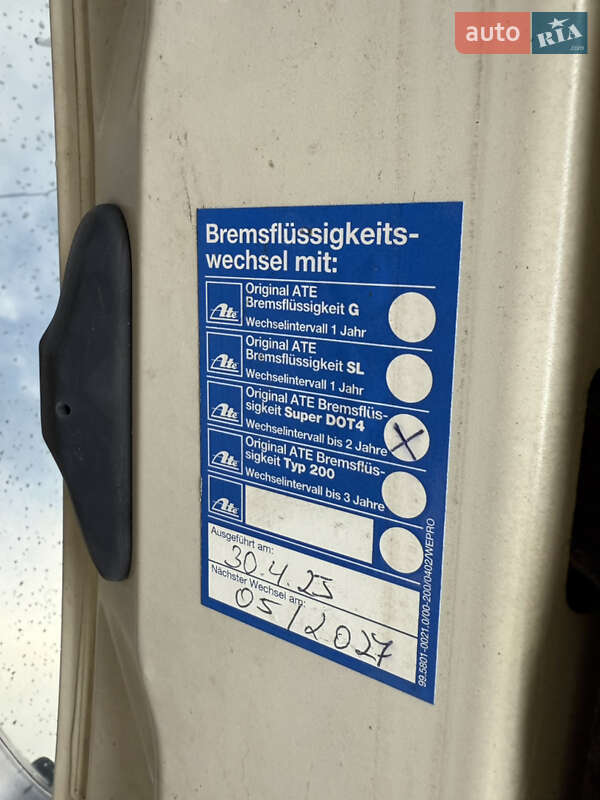 auto RIA .com
Bremsflüssigkeits-
wechsel mit:
Ate
Original ATE
Bremsflüssigkeit G
Wechselintervall 1 Jahr
Ate
Original ATE
Bremsflüssigkeit SL
Wechselintervall 1 Jahr
Ate
Original ATE Bremsflüs-
sigkeit Super DOT4
Wechselintervall bis 2 Jahre
Ate
Original ATE Bremsflüs-
sigkeit Typ 200
Wechselintervall bis 3 Jahre
Ate
Ausgeführt am:
30.4.25
Nächster Wechsel am:
05/2027
99.5801-0021.0/00-200/0402/WEPRO